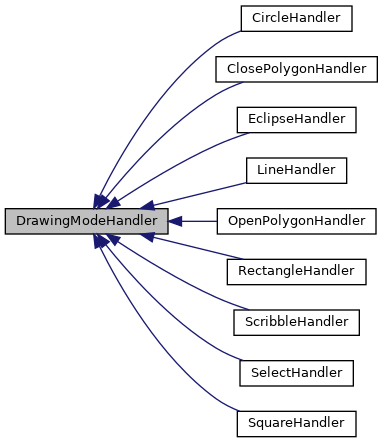 CircleHandler
ClosePolygonHandler
EclipseHandler
LineHandler
DrawingModeHandler
OpenPolygonHandler
RectangleHandler
ScribbleHandler
SelectHandler
SquareHandler